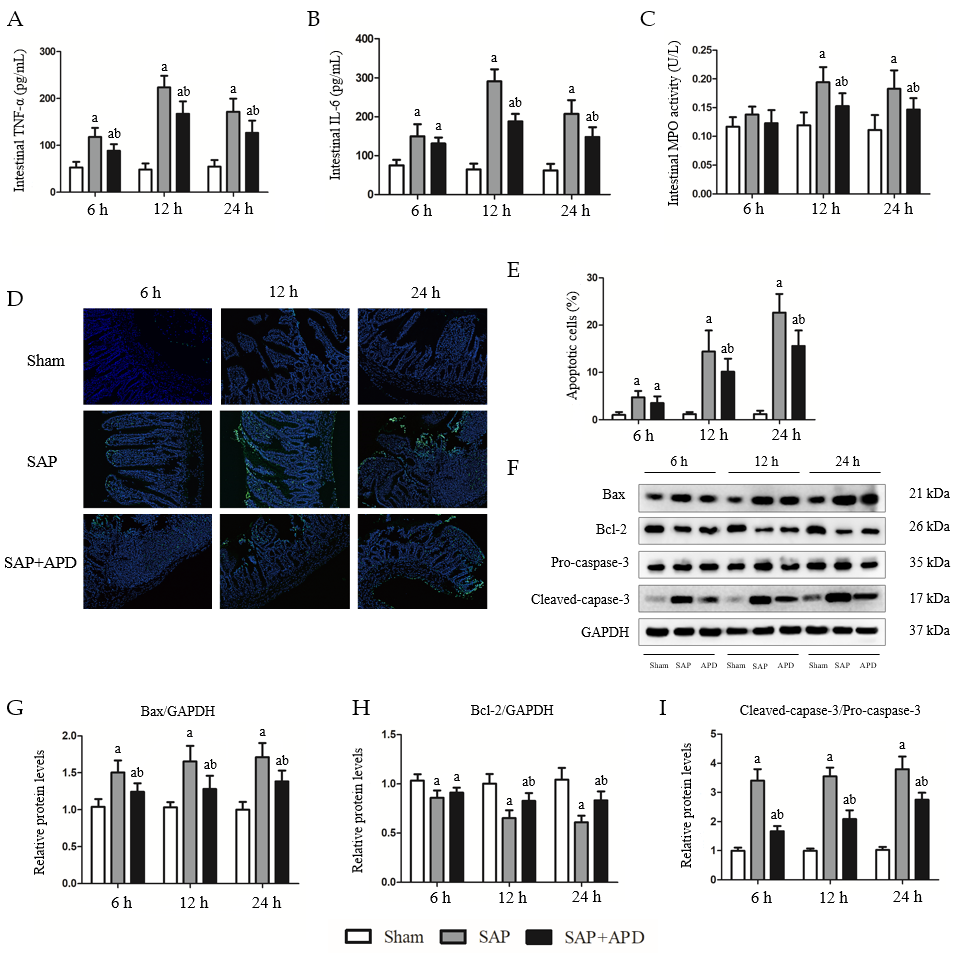 A
Intestinal TNF-α (pg/mL)
300
200
100
0
a
ab
a
ab
a
ab
6 h
12 h
24 h
B
Intestinal IL-6 (pg/mL)
400
300
200
100
0
a
a
a
ab
a
ab
6 h
12 h
24 h
C
Intestinal MPO activity (U/L)
0.25
0.20
0.15
0.10
0.05
0.00
a
ab
a
ab
6 h
12 h
24 h
D
6 h
12 h
24 h
Sham
SAP
SAP+APD
E
Apoptotic cells (%)
30
20
10
0
a
a
a
ab
a
ab
6 h
12 h
24 h
F
6 h
12 h
24 h
Bax
21 kDa
Bcl-2
26 kDa
Pro-caspase-3
35 kDa
Cleaved-capase-3
17 kDa
GAPDH
37 kDa
Sham SAP APD Sham SAP APD Sham SAP APD
G
Bax/GAPDH
Relative protein levels
2.0
1.5
1.0
0.5
0.0
a
ab
a
ab
a
ab
6 h
12 h
24 h
H
Bcl-2/GAPDH
Relative protein levels
1.5
1.0
0.5
0.0
a
a
a
ab
a
ab
6 h
12 h
24 h
I
Cleaved-capase-3/Pro-caspase-3
Relative protein levels
5
4
3
2
1
0
a
ab
a
ab
a
ab
6 h
12 h
24 h
Sham
SAP
SAP+APD